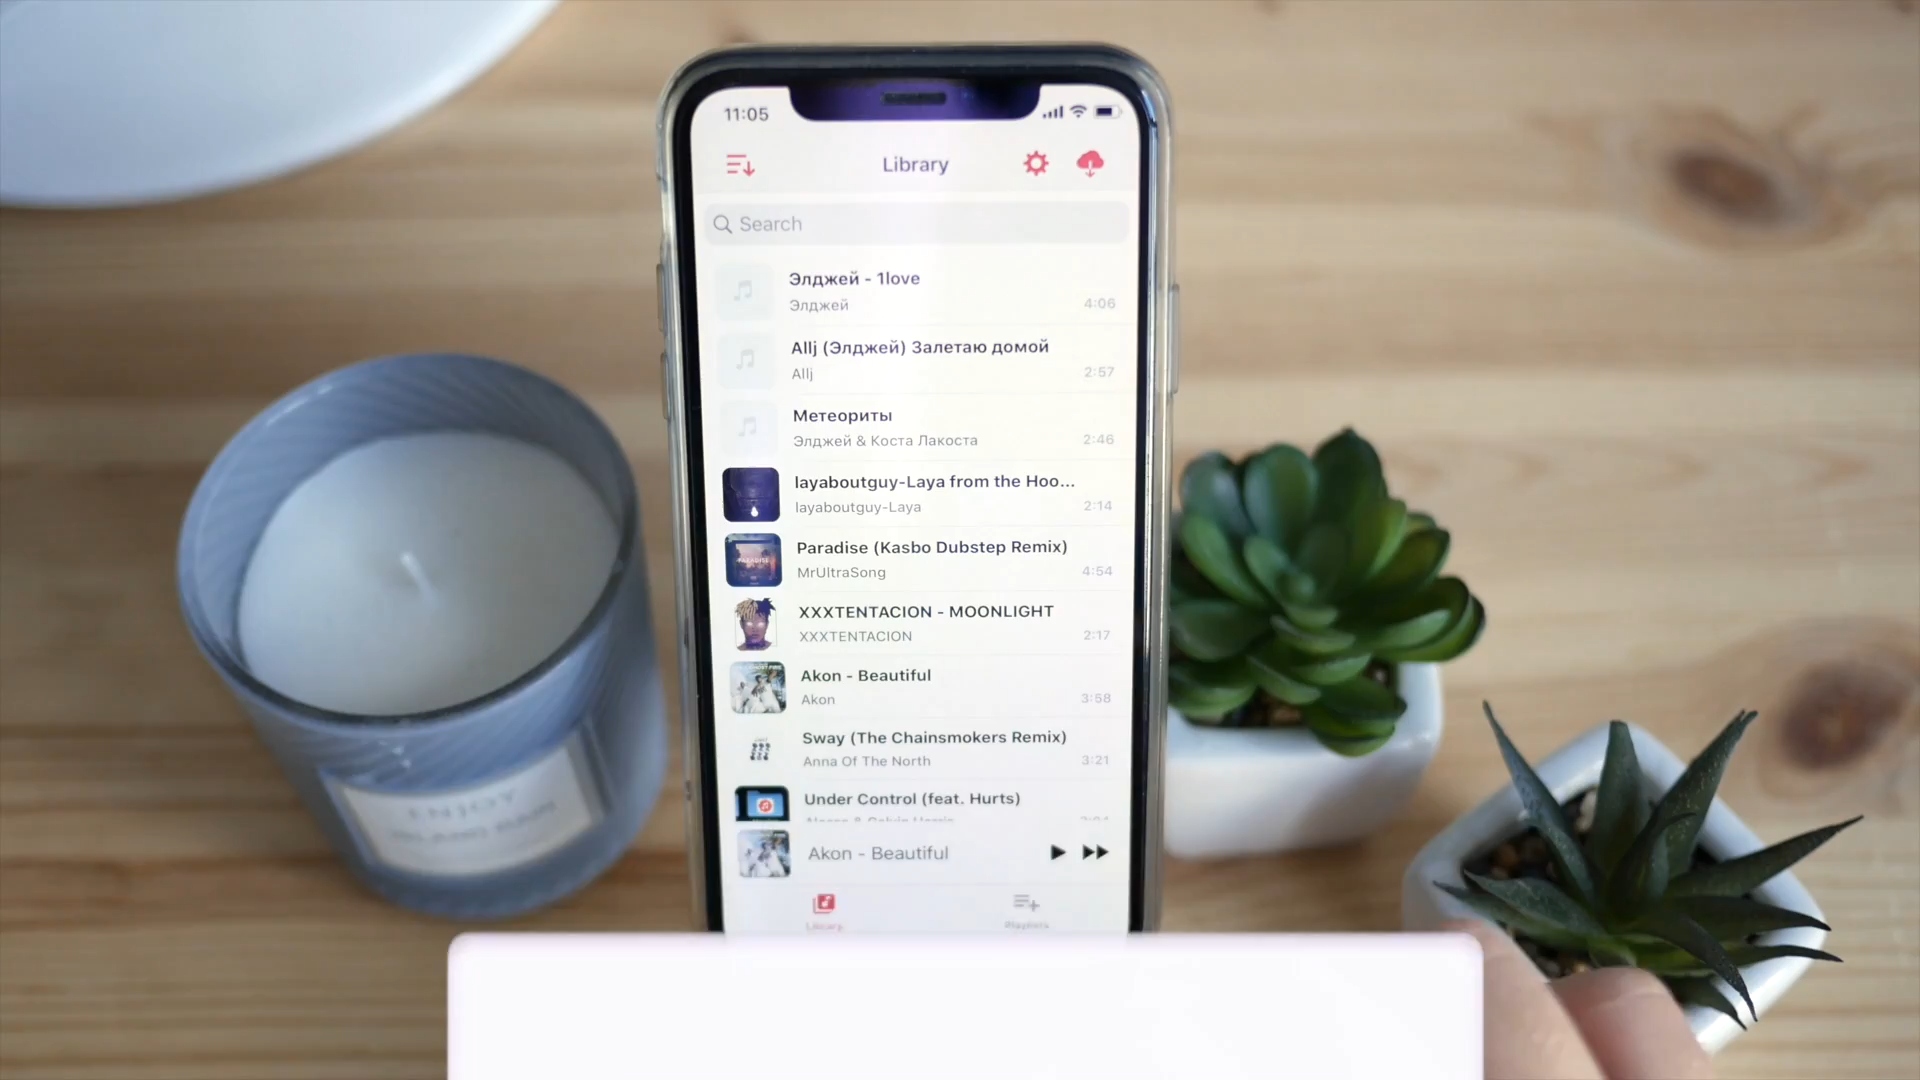 11:05
Library
Search
Элджей - 1love
Элджей
4:06
Allj (Элджей) Залетаю домой
Allj
2:57
Метеориты
Элджей & Коста Лакоста
2:46
layaboutguy-Laya from the Hoo...
layaboutguy-Laya
2:14
Paradise (Kasbo Dubstep Remix)
MrUltraSong
4:54
XXXTENTACION - MOONLIGHT
XXXTENTACION
2:17
Akon - Beautiful
Akon
3:58
Sway (The Chainsmokers Remix)
Anna Of The North
3:21
Under Control (feat. Hurts)
Akon - Beautiful
Library
Playlists
ENJOY